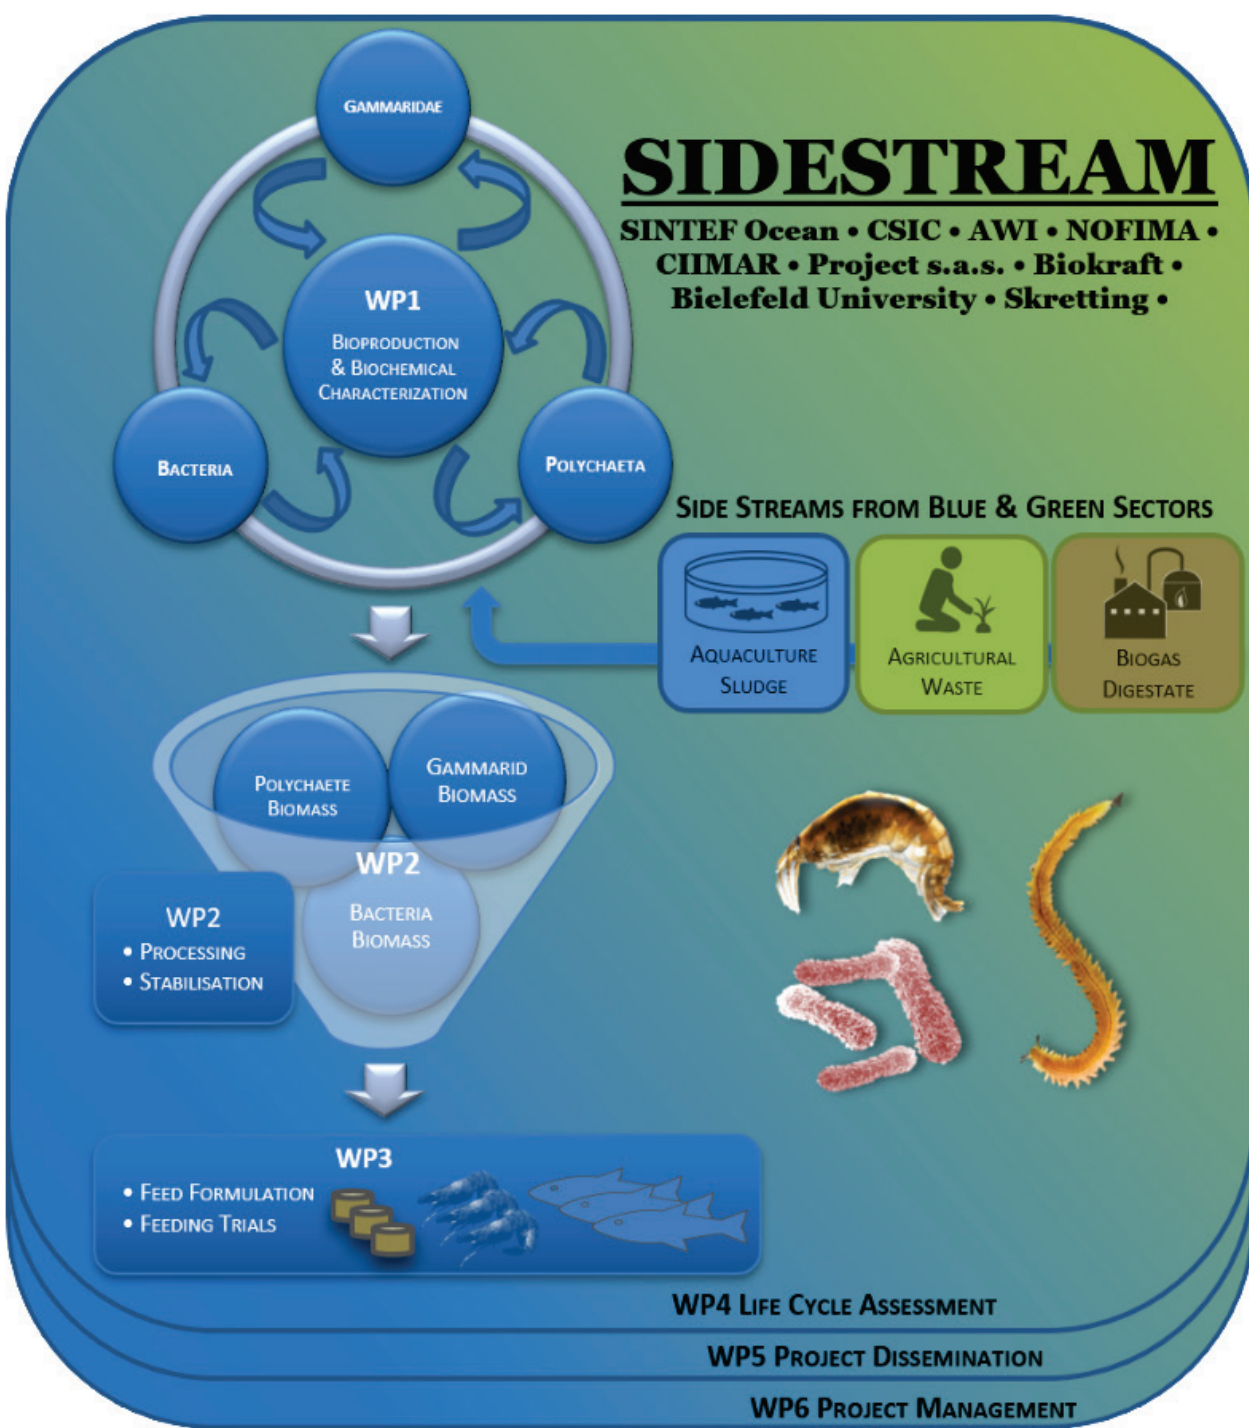 GAMMARIDAE
SIDESTREAM
SINTEF Ocean • CSIC • AWI • NOFIMA •
CIIMAR • Project s.a.s. • Biokraft •
Bielefeld University • Skretting •
WP1
BIOPRODUCTION
& BIOCHEMICAL
CHARACTERIZATION
BACTERIA
POLYCHAETA
SIDE STREAMS FROM BLUE & GREEN SECTORS
AQUACULTURE
SLUDGE
AGRICULTURAL
WASTE
BIOGAS
DIGESTATE
POLYCHAETE
BIOMASS
GAMMARID
BIOMASS
WP2
BACTERIA
BIOMASS
WP2
• PROCESSING
• STABILISATION
WP3
• FEED FORMULATION
• FEEDING TRIALS
WP4 LIFE CYCLE ASSESSMENT
WP5 PROJECT DISSEMINATION
WP6 PROJECT MANAGEMENT